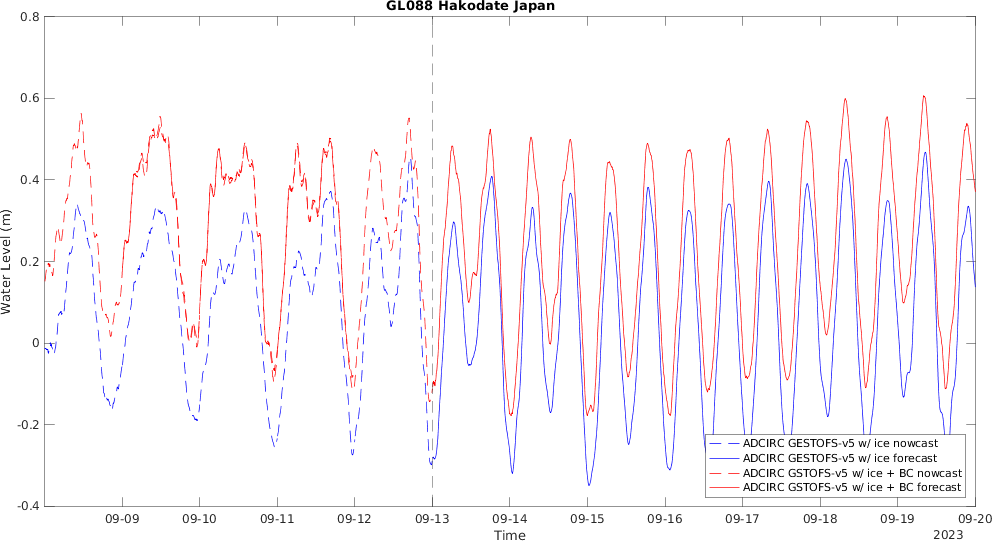 GL088 Hakodate Japan
0.8
0.6
0.4
0.2
0
-0.2
-0.4
Water Level (m)
09-09 09-10 09-11 09-12 09-13 09-14 09-15 09-16 09-17 09-18 09-19 09-20
Time
2023
ADCIRC GESTOFS-v5 w/ ice nowcast
ADCIRC GESTOFS-v5 w/ ice forecast
ADCIRC GSTOFS-v5 w/ ice + BC nowcast
ADCIRC GSTOFS-v5 w/ ice + BC forecast